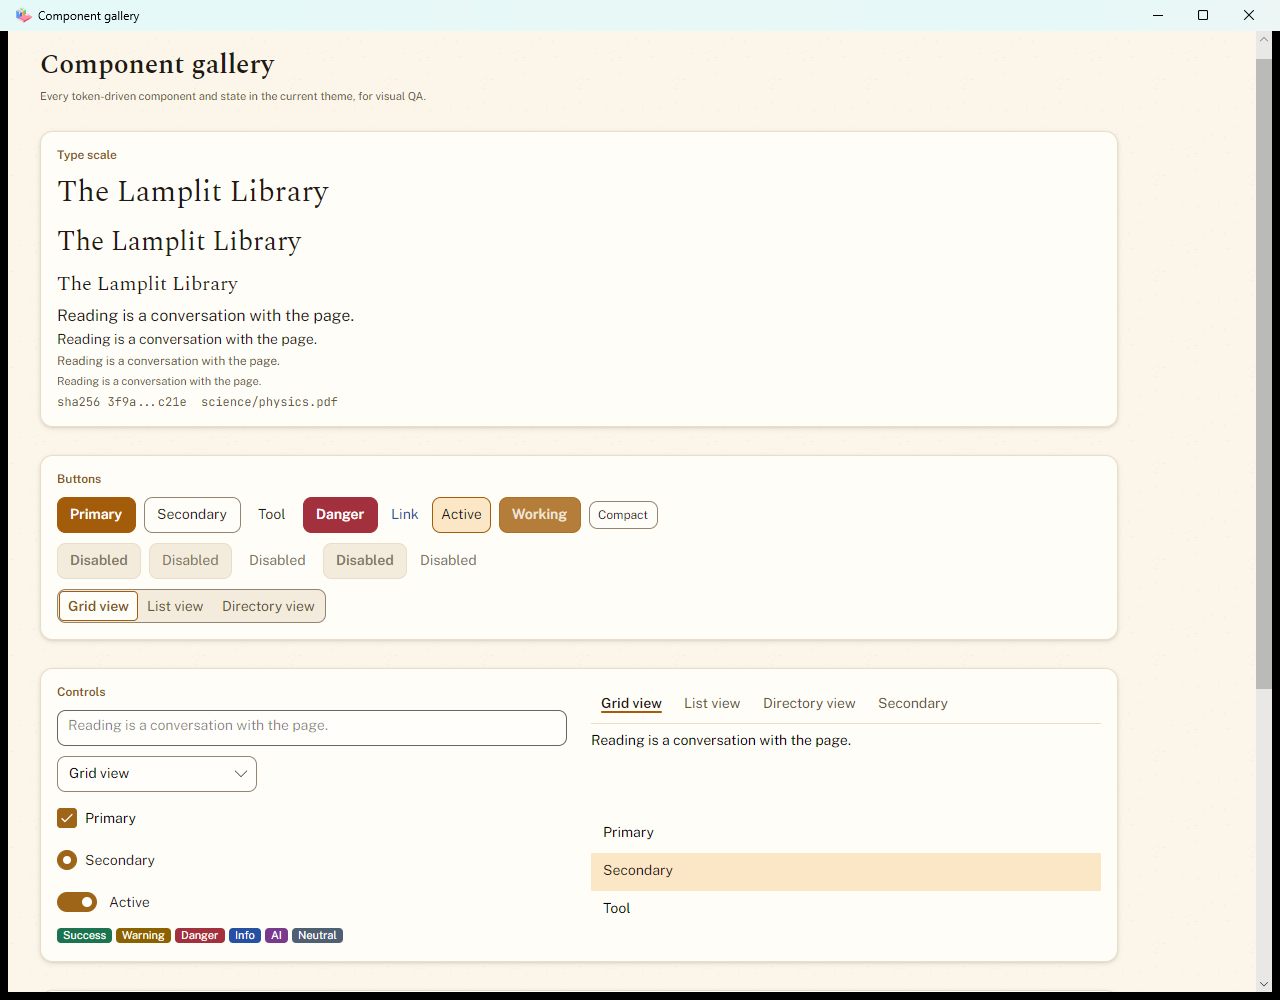 Component gallery
Component gallery
Every token-driven component and state in the current theme, for visual QA.
Type scale
The Lamplit Library
The Lamplit Library
The Lamplit Library
Reading is a conversation with the page.
Reading is a conversation with the page.
Reading is a conversation with the page.
Reading is a conversation with the page.
sha256 3f9a...c21e  science/physics.pdf
Buttons
Primary Secondary Tool Danger Link Active Working Compact
Disabled Disabled Disabled Disabled Disabled
Grid view List view Directory view
Controls
Reading is a conversation with the page.
Grid view
Primary
Secondary
Active
Success Warning Danger Info AI Neutral
Grid view List view Directory view Secondary
Reading is a conversation with the page.
Primary
Secondary
Tool